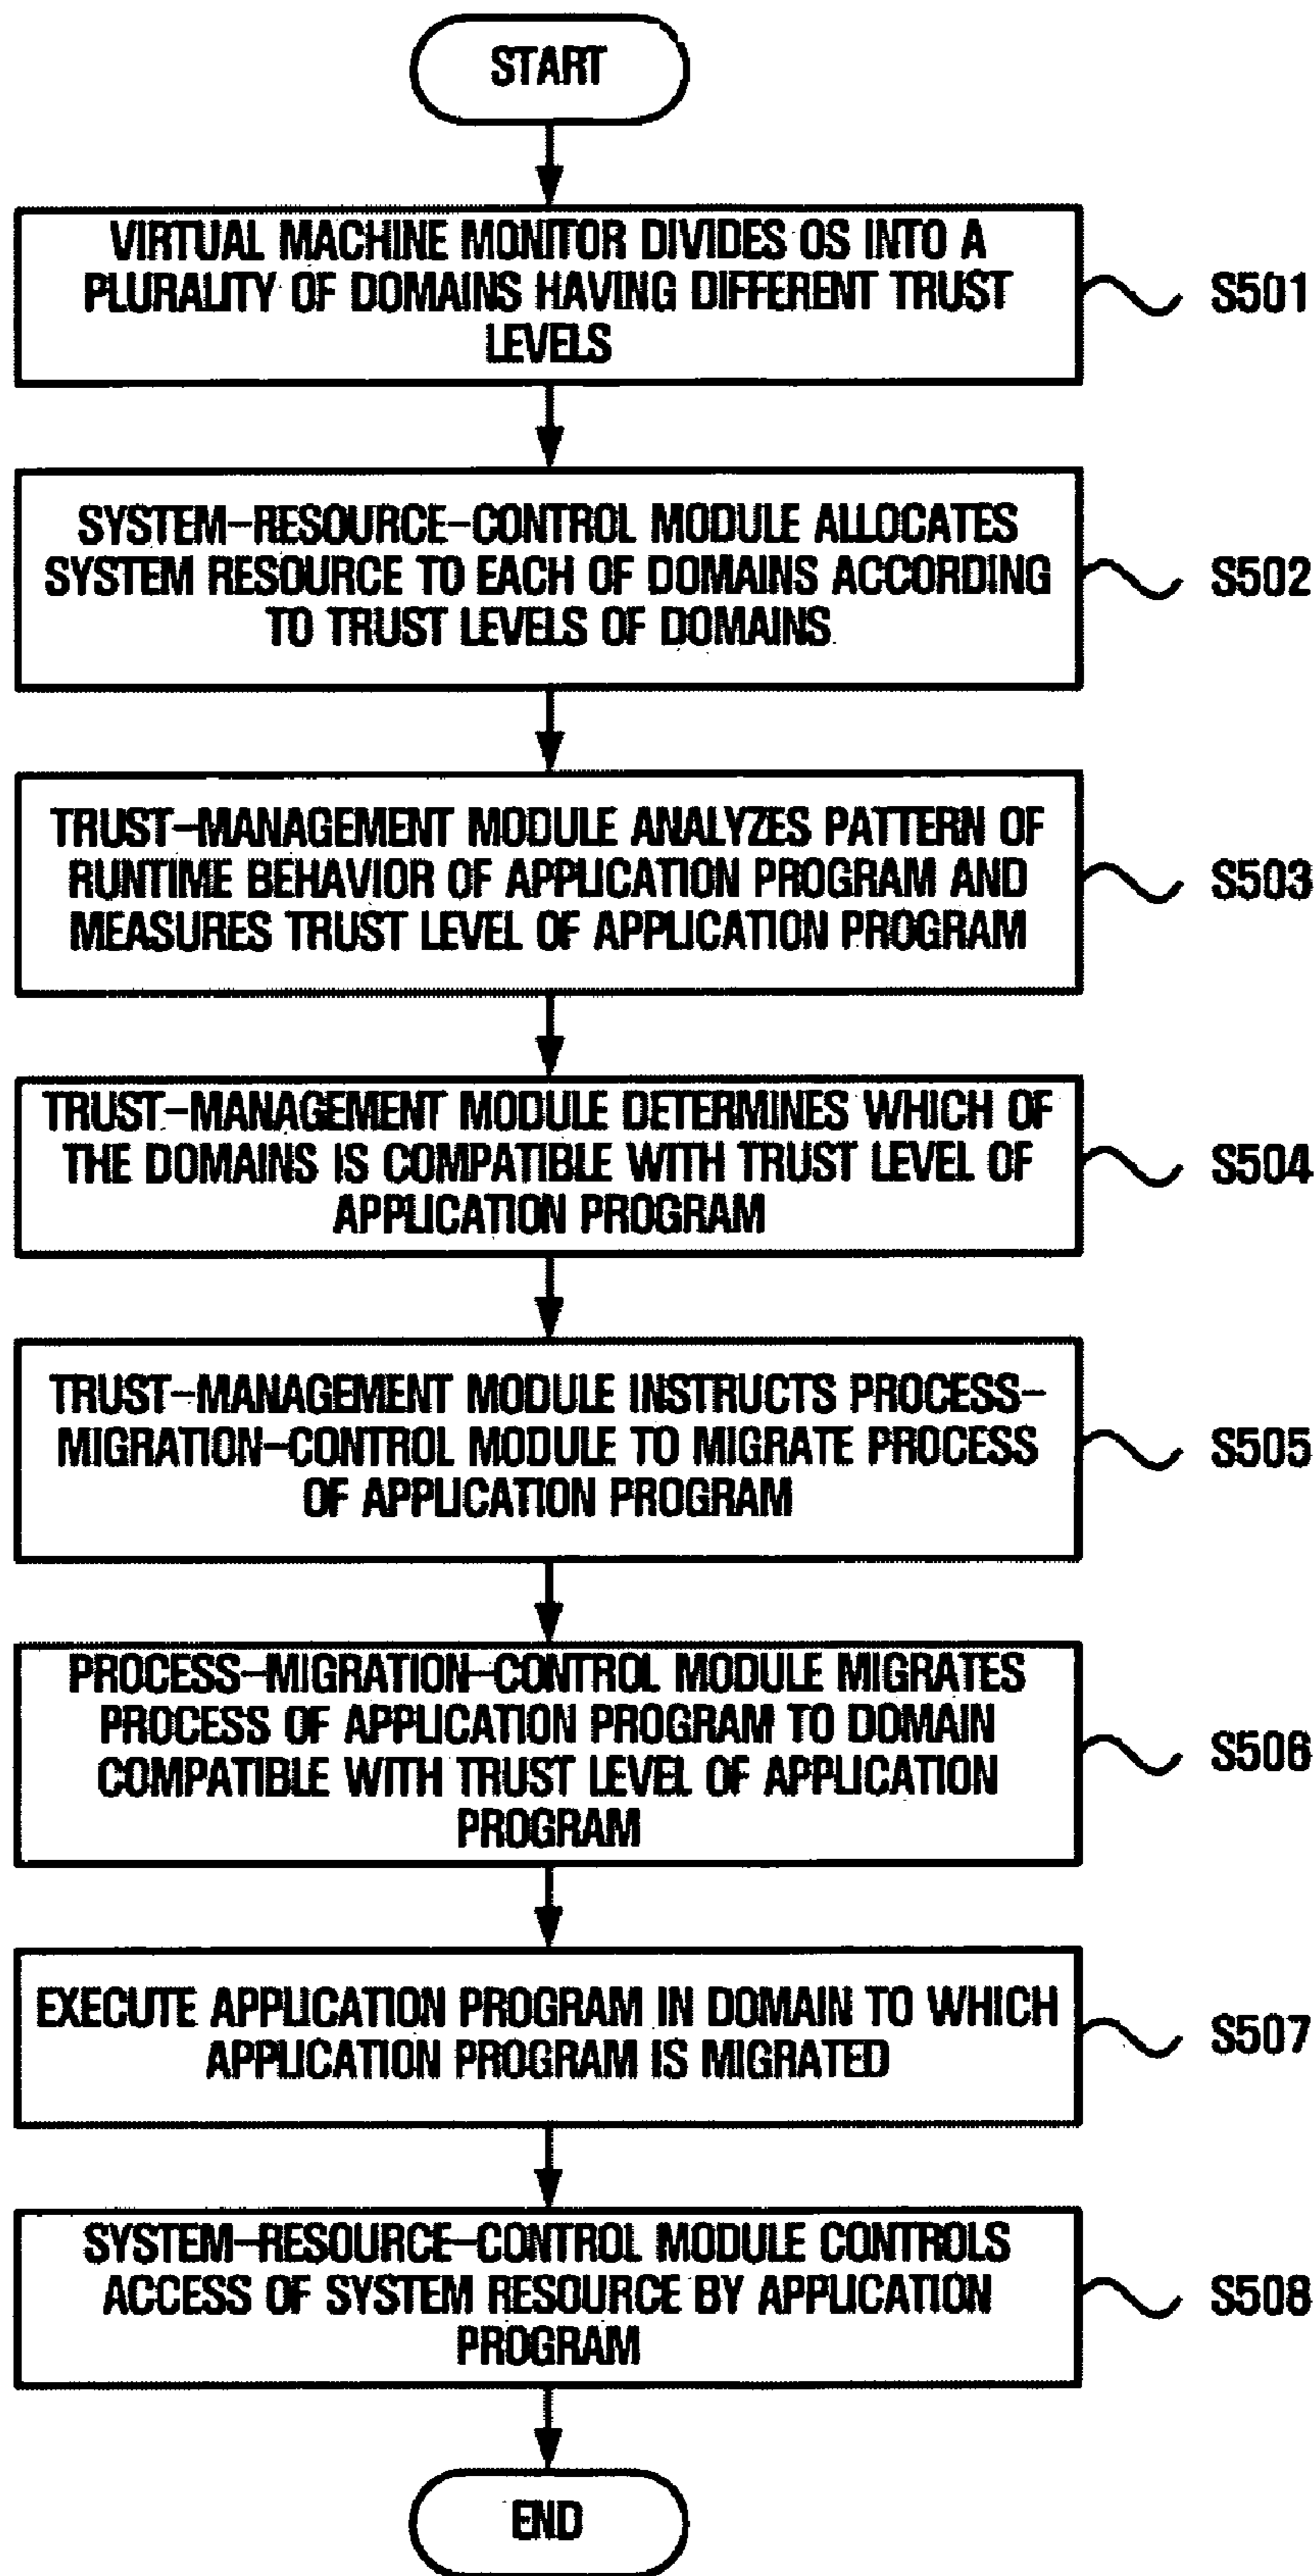 START
VIRTUAL MACHINE MONITOR DIVIDES OS INTO A
PLURALITY OF DOMAINS HAVING DIFFERENT TRUST
LEVELS
S501
SYSTEM-RESOURCE-CONTROL MODULE ALLOCATES
SYSTEM RESOURCE TO EACH OF DOMAINS ACCORDING
TO TRUST LEVELS OF DOMAINS
S502
TRUST-MANAGEMENT MODULE ANALYZES PATTERN OF
RUNTIME BEHAVIOR OF APPLICATION PROGRAM AND
MEASURES TRUST LEVEL OF APPLICATION PROGRAM
S503
TRUST-MANAGEMENT MODULE DETERMINES WHICH OF
THE DOMAINS IS COMPATIBLE WITH TRUST LEVEL OF
APPLICATION PROGRAM
S504
TRUST-MANAGEMENT MODULE INSTRUCTS PROCESS-
MIGRATION-CONTROL MODULE TO MIGRATE PROCESS
OF APPLICATION PROGRAM
S505
PROCESS-MIGRATION-CONTROL MODULE MIGRATES
PROCESS OF APPLICATION PROGRAM TO DOMAIN
COMPATIBLE WITH TRUST LEVEL OF APPLICATION
PROGRAM
S506
EXECUTE APPLICATION PROGRAM IN DOMAIN TO WHICH
APPLICATION PROGRAM IS MIGRATED
S507
SYSTEM-RESOURCE-CONTROL MODULE CONTROLS
ACCESS OF SYSTEM RESOURCE BY APPLICATION
PROGRAM
S508
END